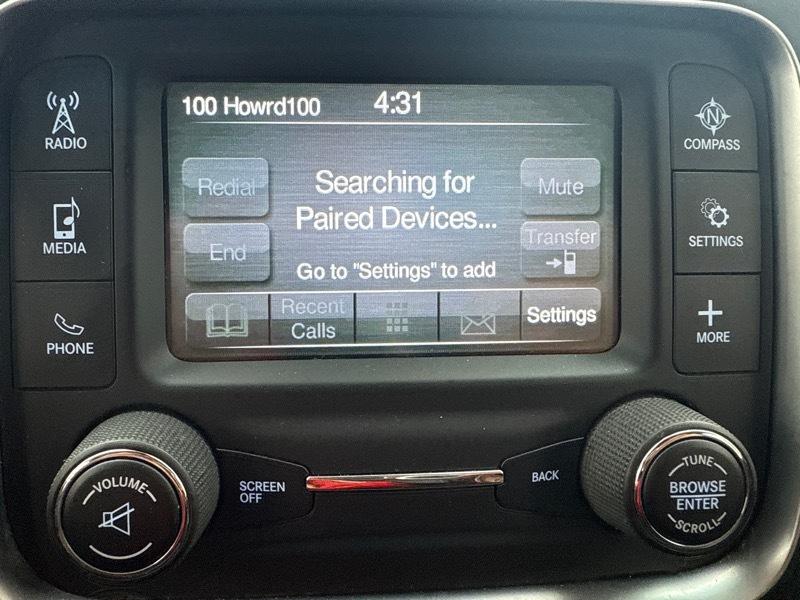 100 Howrd100 4:31
Redial
Searching for
Paired Devices...
Mute
End
Transfer
Go to "Settings" to add
Recent
Calls
Settings
RADIO
MEDIA
PHONE
N
COMPASS
SETTINGS
MORE
VOLUME
SCREEN
OFF
BACK
TUNE
BROWSE
ENTER
SCROLL